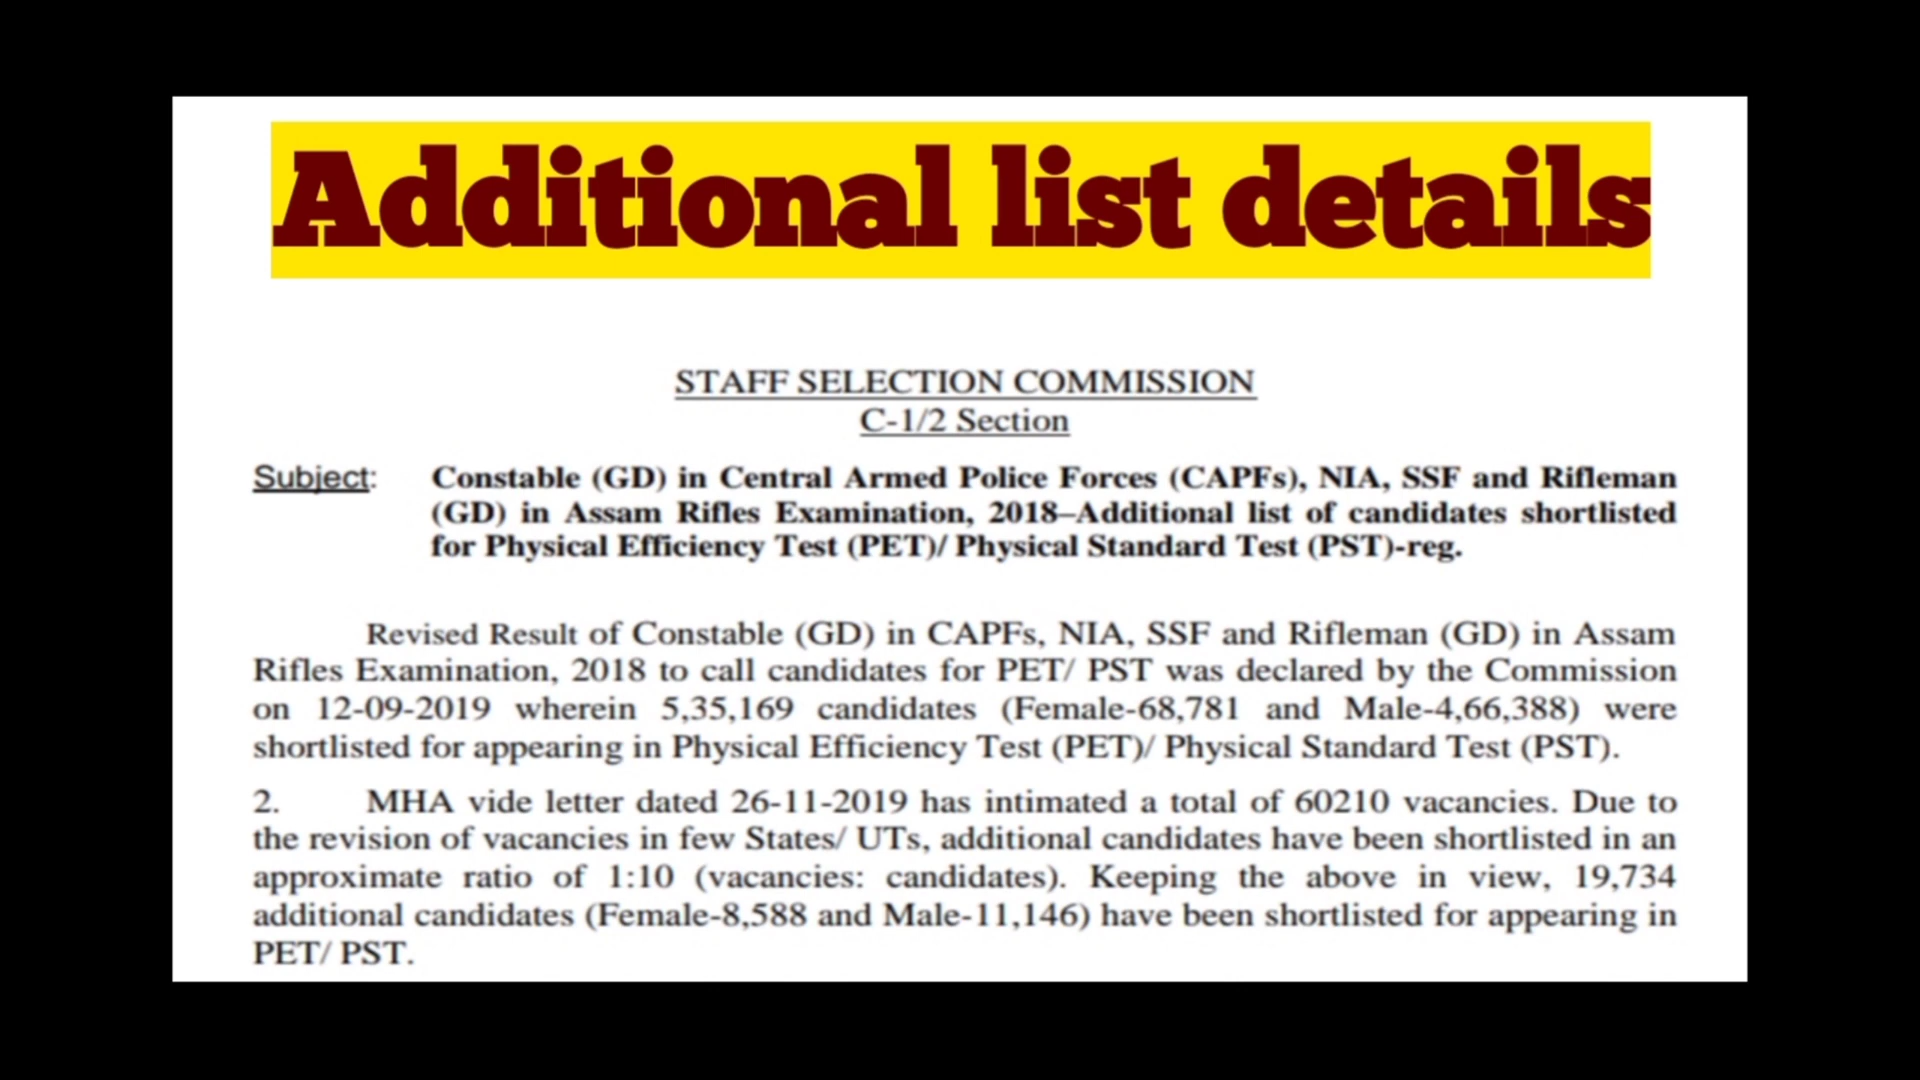 Additional list details
STAFF SELECTION COMMISSION
C-1/2 Section
Subject: Constable (GD) in Central Armed Police Forces (CAPFs), NIA, SSF and Rifleman
(GD) in Assam Rifles Examination, 2018–Additional list of candidates shortlisted
for Physical Efficiency Test (PET)/ Physical Standard Test (PST)-reg.
Revised Result of Constable (GD) in CAPFs, NIA, SSF and Rifleman (GD) in Assam
Rifles Examination, 2018 to call candidates for PET/ PST was declared by the Commission
on 12-09-2019 wherein 5,35,169 candidates (Female-68,781 and Male-4,66,388) were
shortlisted for appearing in Physical Efficiency Test (PET)/ Physical Standard Test (PST).
2. MHA vide letter dated 26-11-2019 has intimated a total of 60210 vacancies. Due to
the revision of vacancies in few States/ UTs, additional candidates have been shortlisted in an
approximate ratio of 1:10 (vacancies: candidates). Keeping the above in view, 19,734
additional candidates (Female-8,588 and Male-11,146) have been shortlisted for appearing in
PET/ PST.